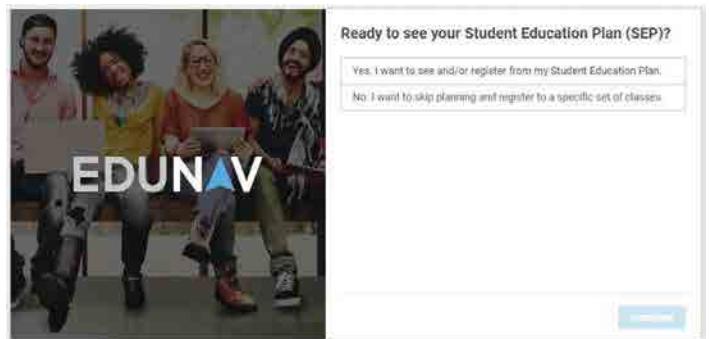 EDUNAV
Ready to see your Student Education Plan (SEP)?
Yes. I want to see and/or register from my Student Education Plan.
No. I want to skip planning and register to a specific set of classes.